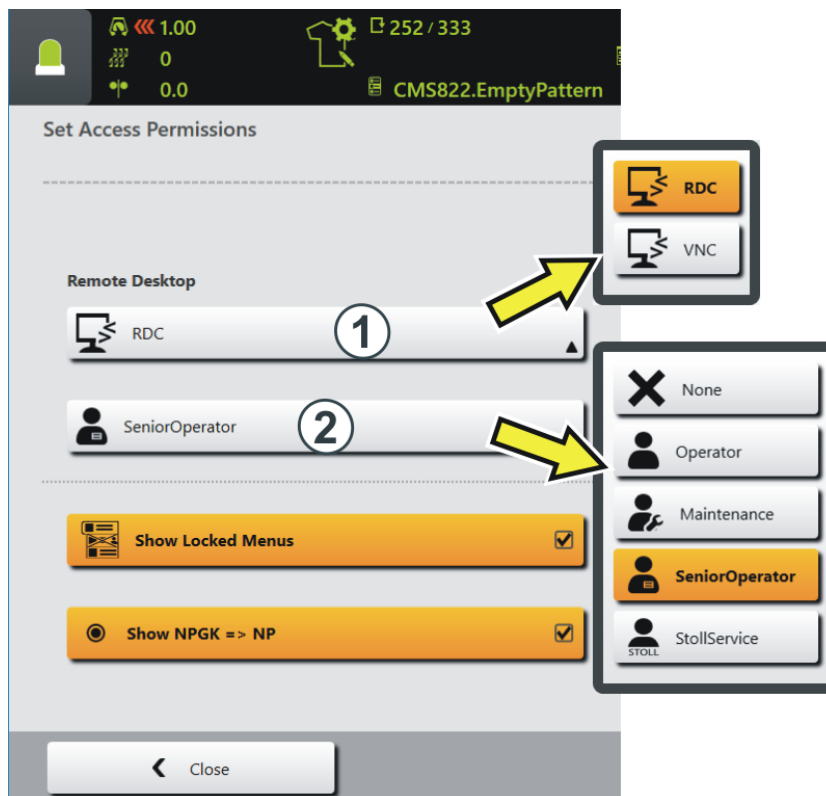 1.00
252 / 333
0
0.0
CMS822.EmptyPattern
Set Access Permissions
RDC
VNC
Remote Desktop
RDC
1
SeniorOperator
2
None
Operator
Maintenance
SeniorOperator
STOLL
StollService
Show Locked Menus
Show NPGK => NP
Close